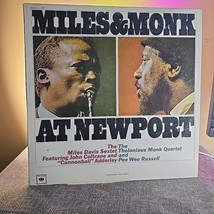 MILES & MONK
AT NEWPORT
The The
Miles Davis Sextet Thelonious Monk Quartet
Featuring John Coltrane and and
"Cannonball" Adderley Pee Wee Russell